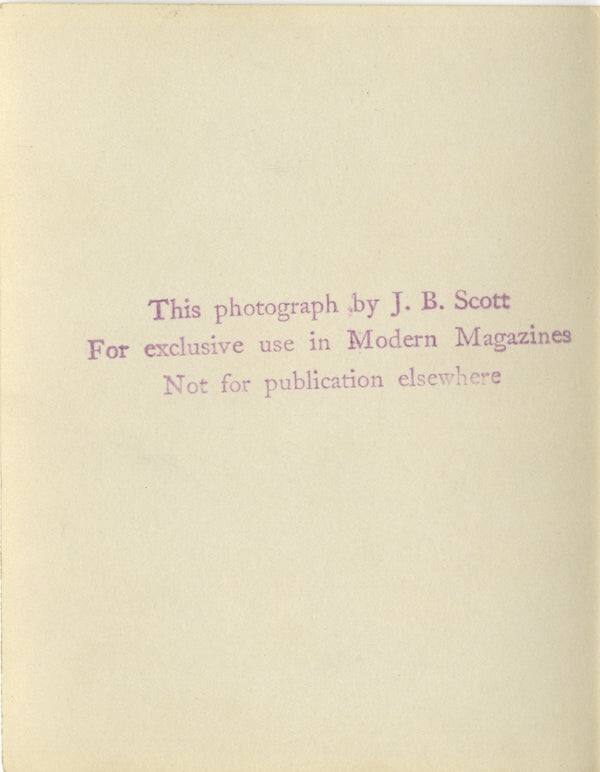 This photograph by J. B. Scott
For exclusive use in Modern Magazines
Not for publication elsewhere